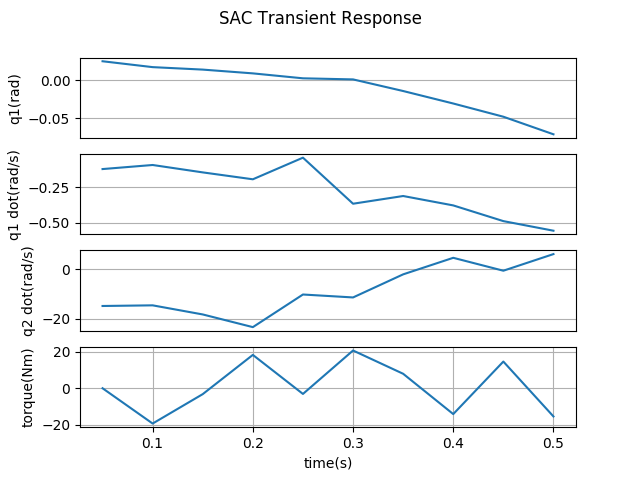 SAC Transient Response
0.00
−0.05
q1(rad)
−0.25
−0.50
q1 dot(rad/s)
0
−20
q2 dot(rad/s)
20
0
−20
torque(Nm)
0.1 0.2 0.3 0.4 0.5
time(s)